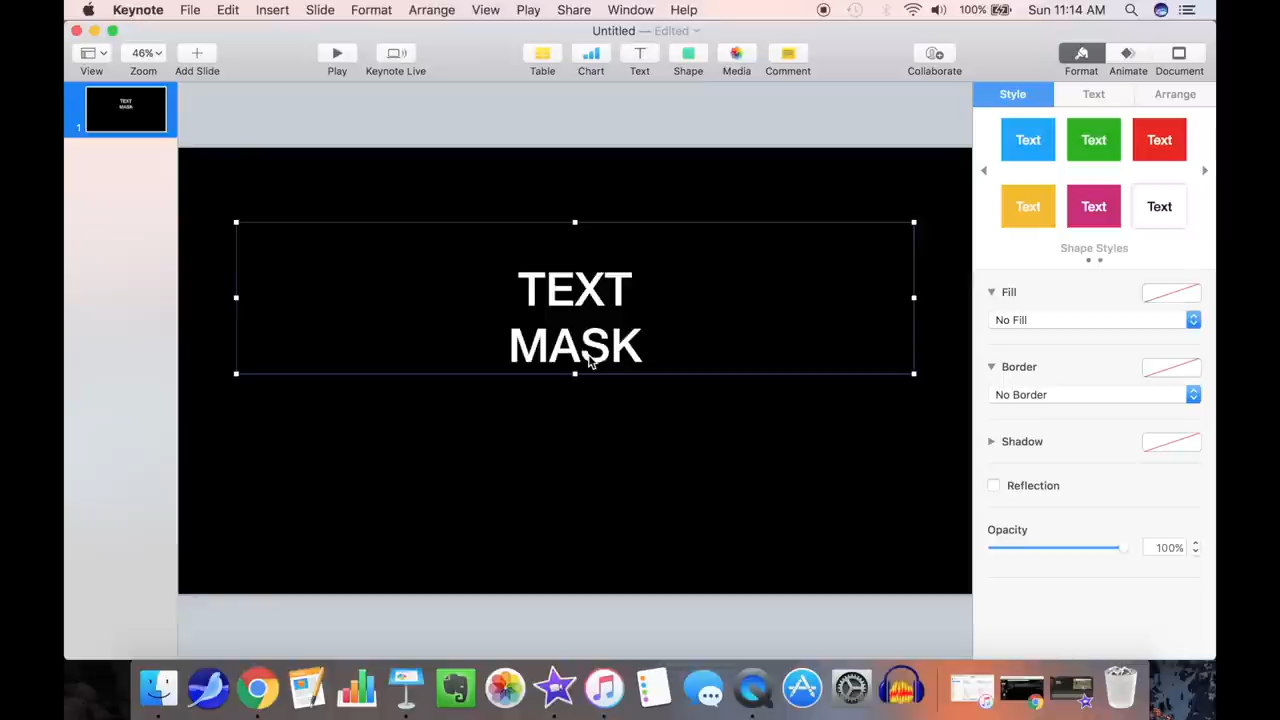 Keynote File Edit Insert Slide Format Arrange View Play Share Window Help 100% Sun 11:14 AM
Untitled — Edited
46%
View Zoom Add Slide Play Keynote Live Table Chart Text Shape Media Comment Collaborate Format Animate Document
1
TEXT
MASK
TEXT
MASK
Style Text Arrange
Text Text Text
Text Text Text
Shape Styles
Fill
No Fill
Border
No Border
Shadow
Reflection
Opacity
100%